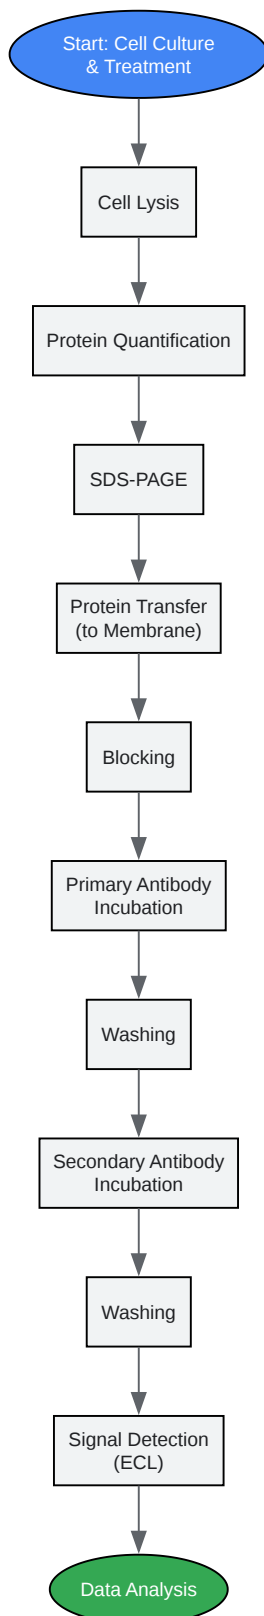 Start: Cell Culture
& Treatment
Cell Lysis
Protein Quantification
SDS-PAGE
Protein Transfer
(to Membrane)
Blocking
Primary Antibody
Incubation
Washing
Secondary Antibody
Incubation
Washing
Signal Detection
(ECL)
Data Analysis